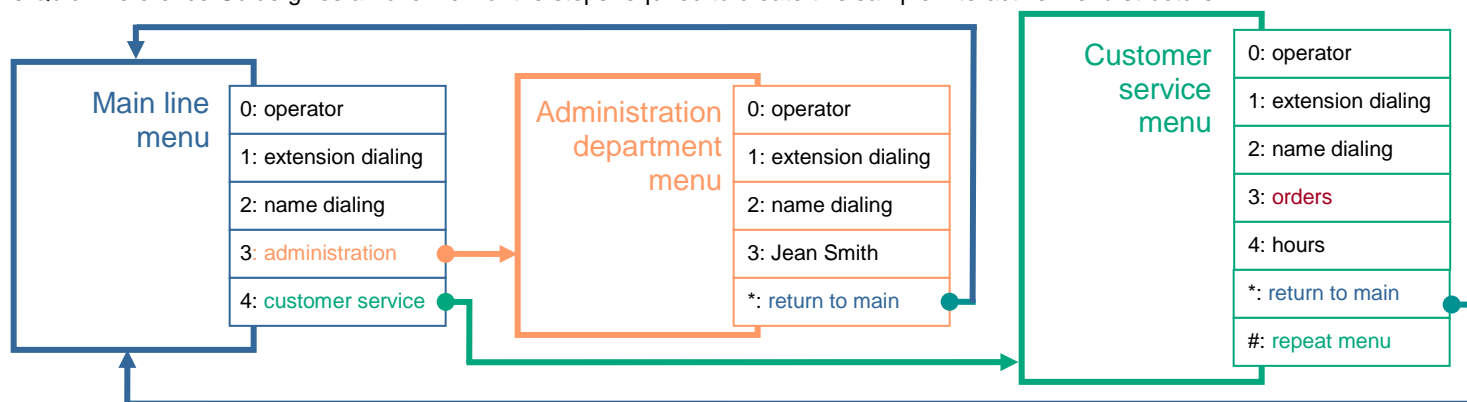 Main line
menu
0: operator
1: extension dialing
2: name dialing
3: administration
4: customer service
Administration
department
menu
0: operator
1: extension dialing
2: name dialing
3: Jean Smith
*: return to main
Customer
service
menu
0: operator
1: extension dialing
2: name dialing
3: orders
4: hours
*: return to main
#: repeat menu